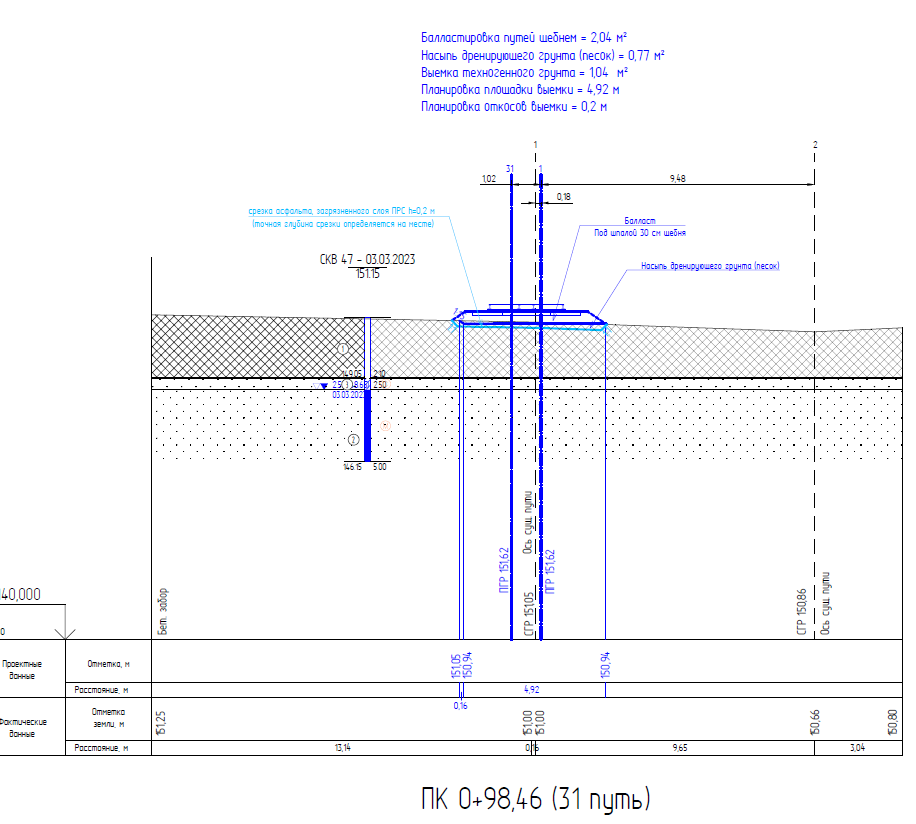 Балластировка путей щебнем = 2,04 м²
Насыпь дренирующего грунта (песок) = 0,77 м²
Выемка техногенного грунта = 1,04 м²
Планировка площадки выемки = 4,92 м
Планировка откосов выемки = 0,2 м
1
2
31
1
1,02
9,48
0,18
срезка асфальта, загрязненного слоя ПРС h=0,2 м
(точная глубина срезки определяется на месте)
Балласт
Под шпалой 30 см щебня
Насыпь дренирующего грунта (песок)
СКВ 47 - 03.03.2023
151.15
1
149.05 2.10
2.50
03.03.2023
2
146.15 5.00
ПГР 151,62
Ось сущ. пути
СГР 151,05
ПГР 151,62
СГР 150,86
Ось сущ. пути
Бет. забор
40,000
0
Проектные данные
Отметка, м
151,05
150,94
150,94
Расстояние, м
4,92
0,16
Фактические данные
Отметка земли, м
151,25
151,00
151,00
150,66
150,80
Расстояние, м
13,14
0,16
9,65
3,04
ПК 0+98,46 (31 путь)